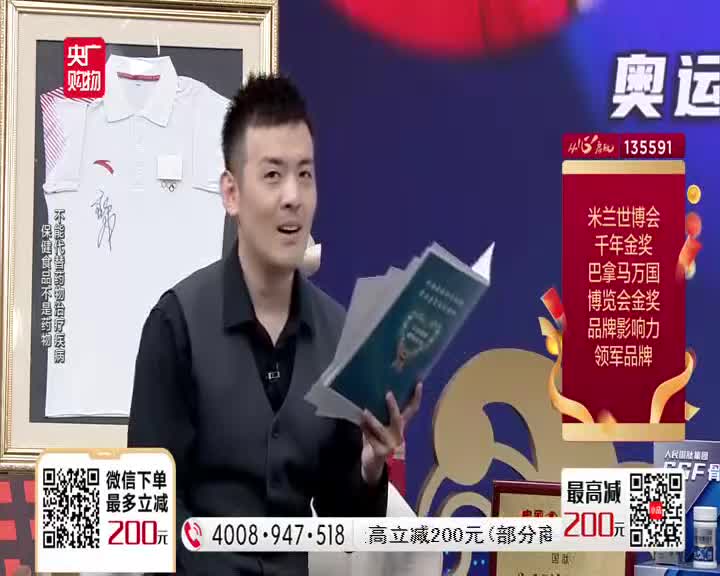 央广
购物
奥运
不能代替药物治疗疾病
保健食品不是药物
135591
米兰世博会
千年金奖
巴拿马万国
博览会金奖
品牌影响力
领军品牌
人民国肽集团
骨
微信下单
最多立减
200元
4008·947·518
高立减200元(部分商
最高减
200元